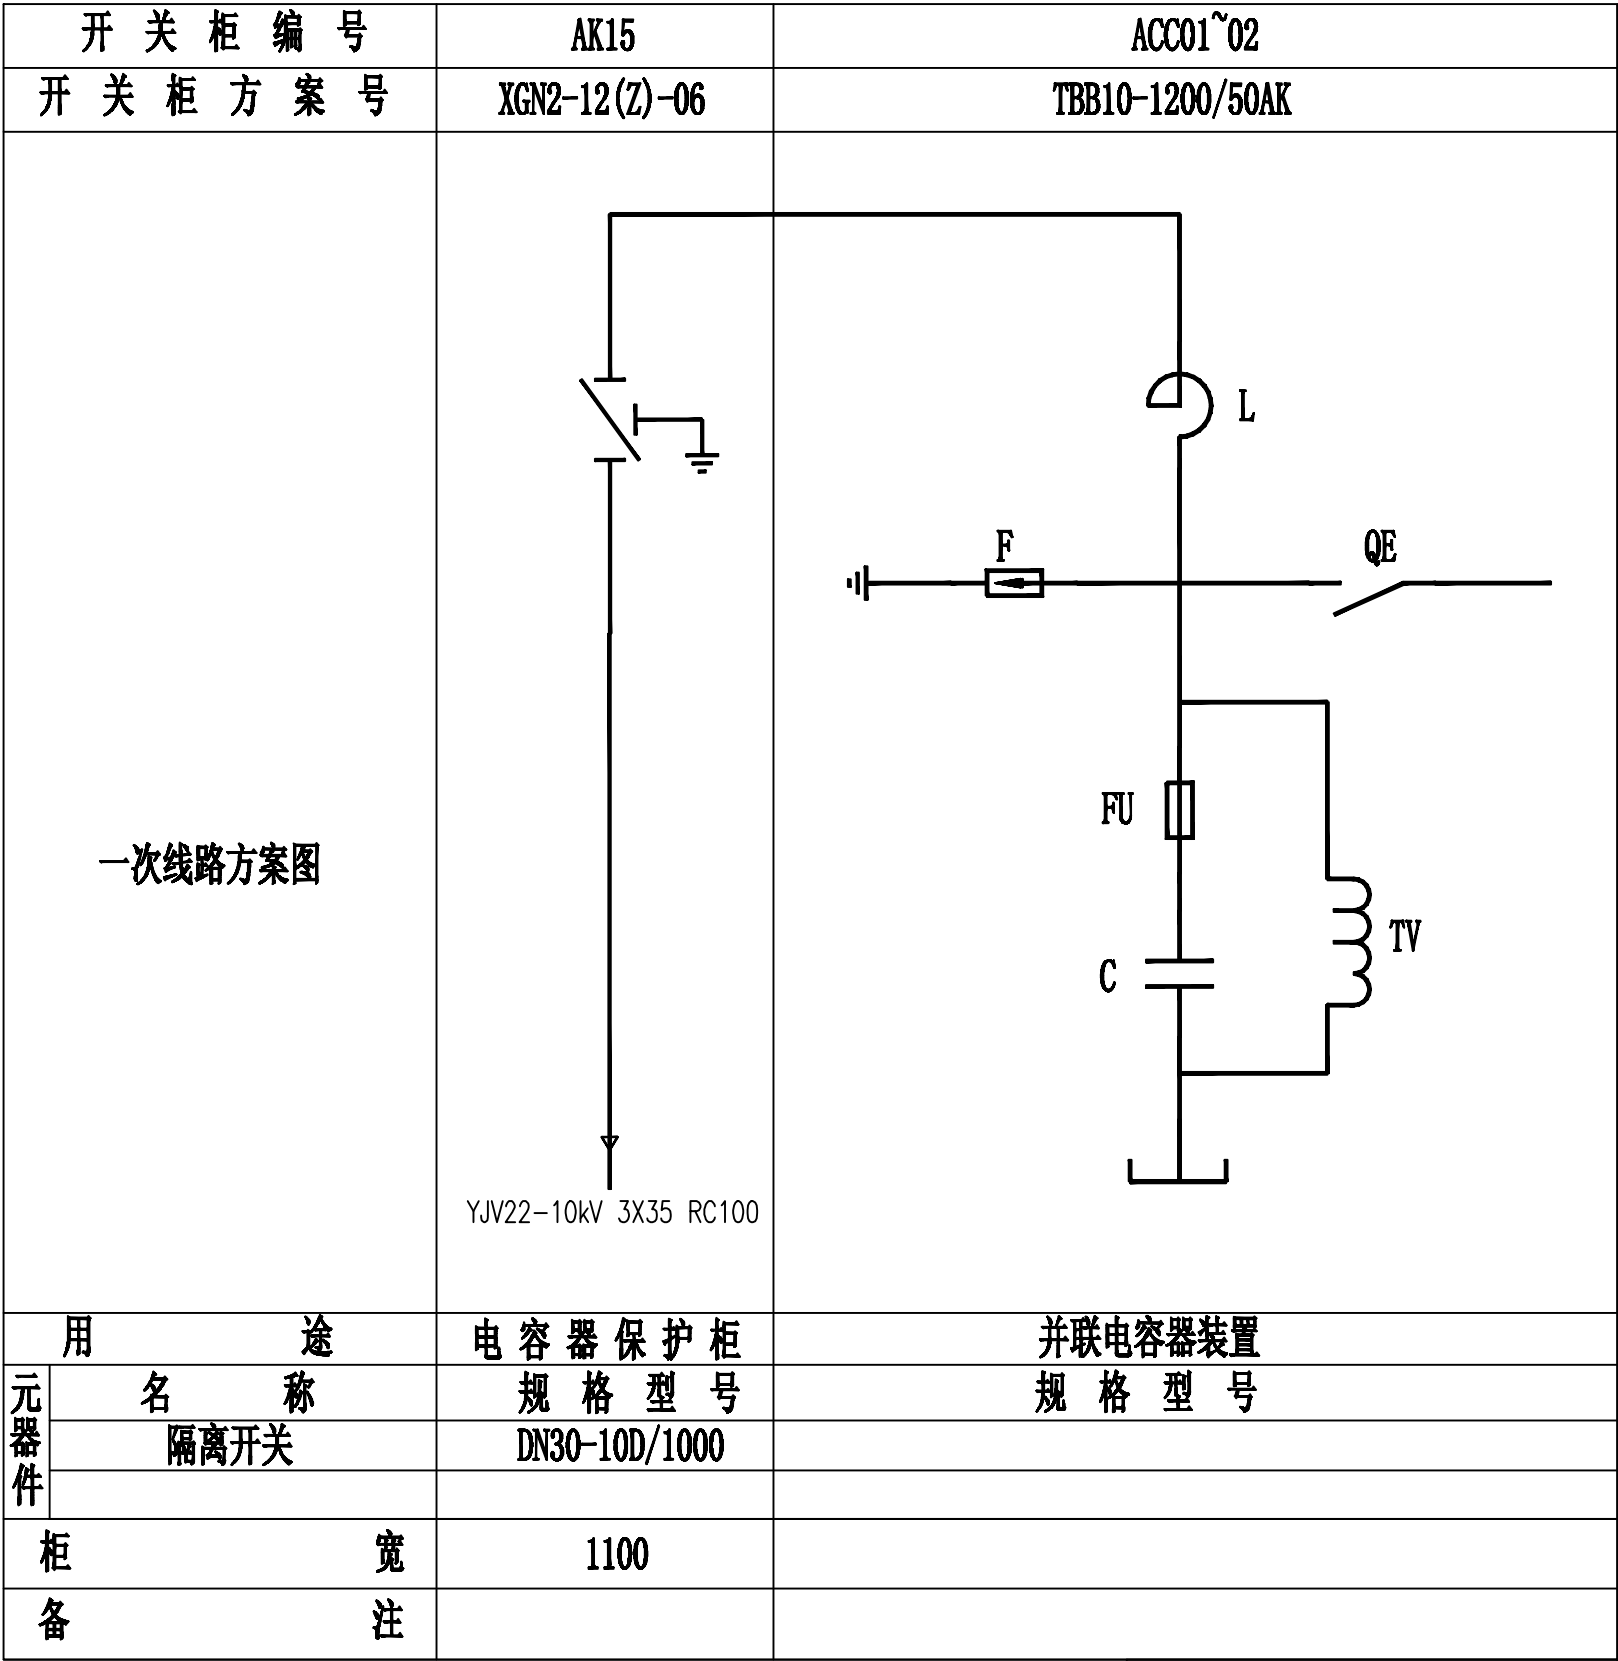 开关柜编号 AK15 ACC01~02
开关柜方案号 XGN2-12(Z)-06 TBB10-1200/50AK
L
F
QE
FU
一次线路方案图
TV
C
YJV22-10kV 3X35 RC100
用途 电容器保护柜 并联电容器装置
元器件
名称 规格型号 规格型号
隔离开关 DN30-10D/1000
柜宽 1100
备注